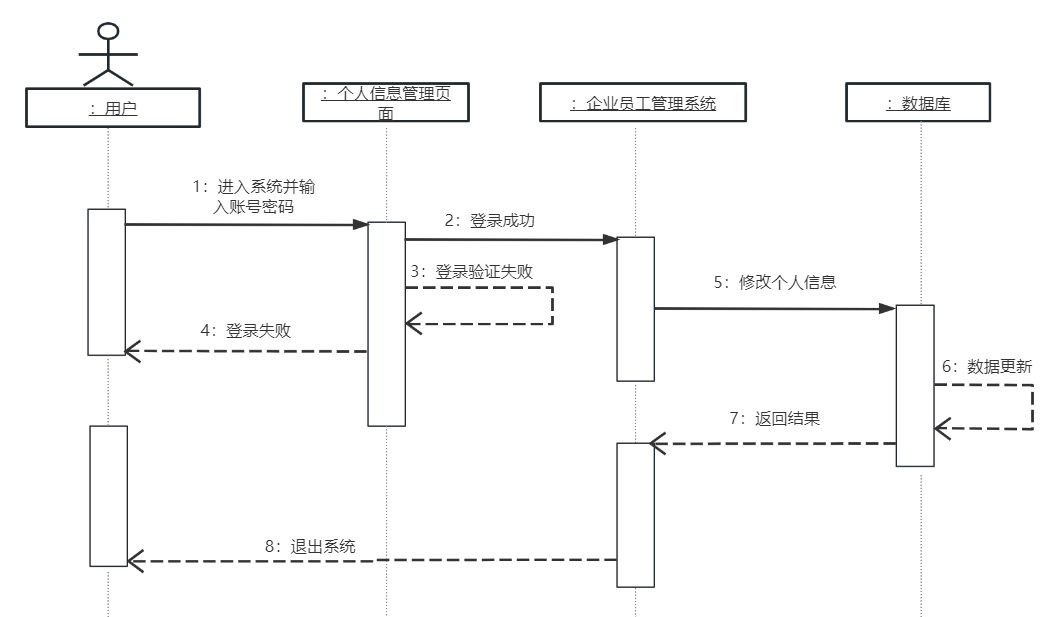 ：用户
：个人信息管理页
面
：企业员工管理系统
：数据库
1：进入系统并输
入账号密码
2：登录成功
3：登录验证失败
4：登录失败
5：修改个人信息
6：数据更新
7：返回结果
8：退出系统